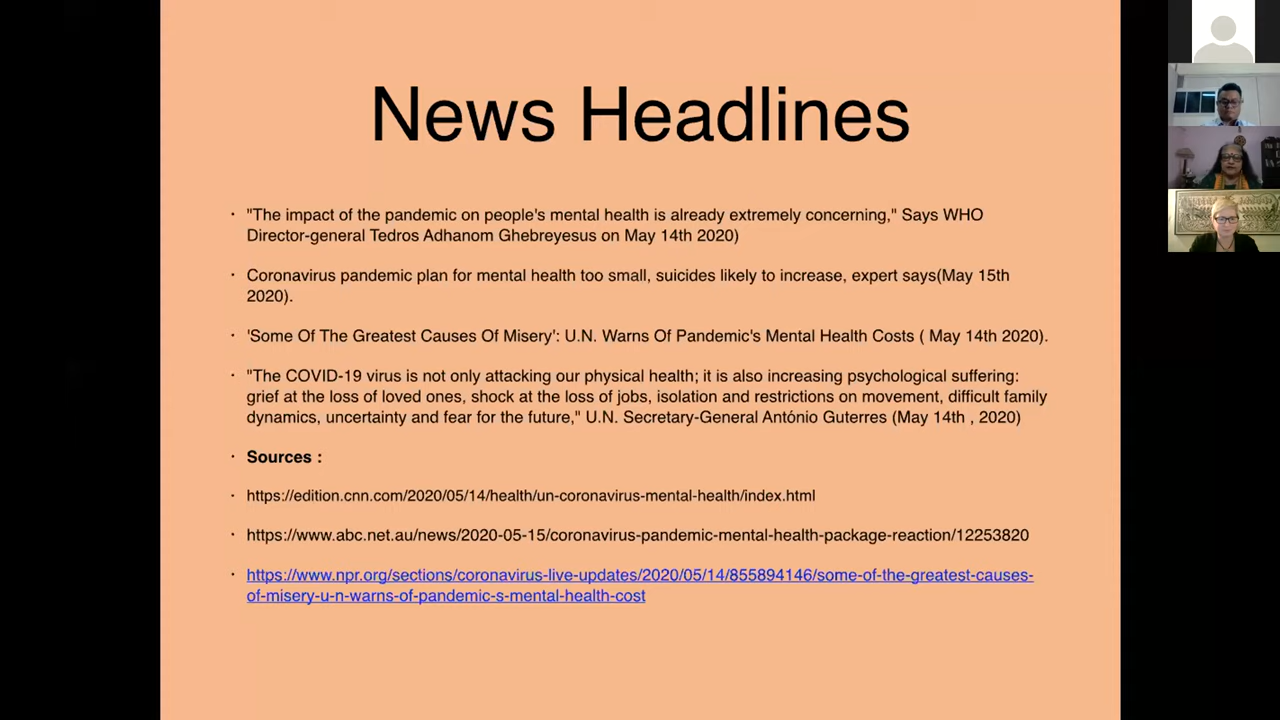 News Headlines
· "The impact of the pandemic on people's mental health is already extremely concerning," Says WHO
Director-general Tedros Adhanom Ghebreyesus on May 14th 2020)
· Coronavirus pandemic plan for mental health too small, suicides likely to increase, expert says(May 15th
2020).
· 'Some Of The Greatest Causes Of Misery': U.N. Warns Of Pandemic's Mental Health Costs ( May 14th 2020).
· "The COVID-19 virus is not only attacking our physical health; it is also increasing psychological suffering:
grief at the loss of loved ones, shock at the loss of jobs, isolation and restrictions on movement, difficult family
dynamics, uncertainty and fear for the future," U.N. Secretary-General António Guterres (May 14th , 2020)
· Sources :
· https://edition.cnn.com/2020/05/14/health/un-coronavirus-mental-health/index.html
· https://www.abc.net.au/news/2020-05-15/coronavirus-pandemic-mental-health-package-reaction/12253820
· https://www.npr.org/sections/coronavirus-live-updates/2020/05/14/855894146/some-of-the-greatest-causes-
of-misery-u-n-warns-of-pandemic-s-mental-health-cost